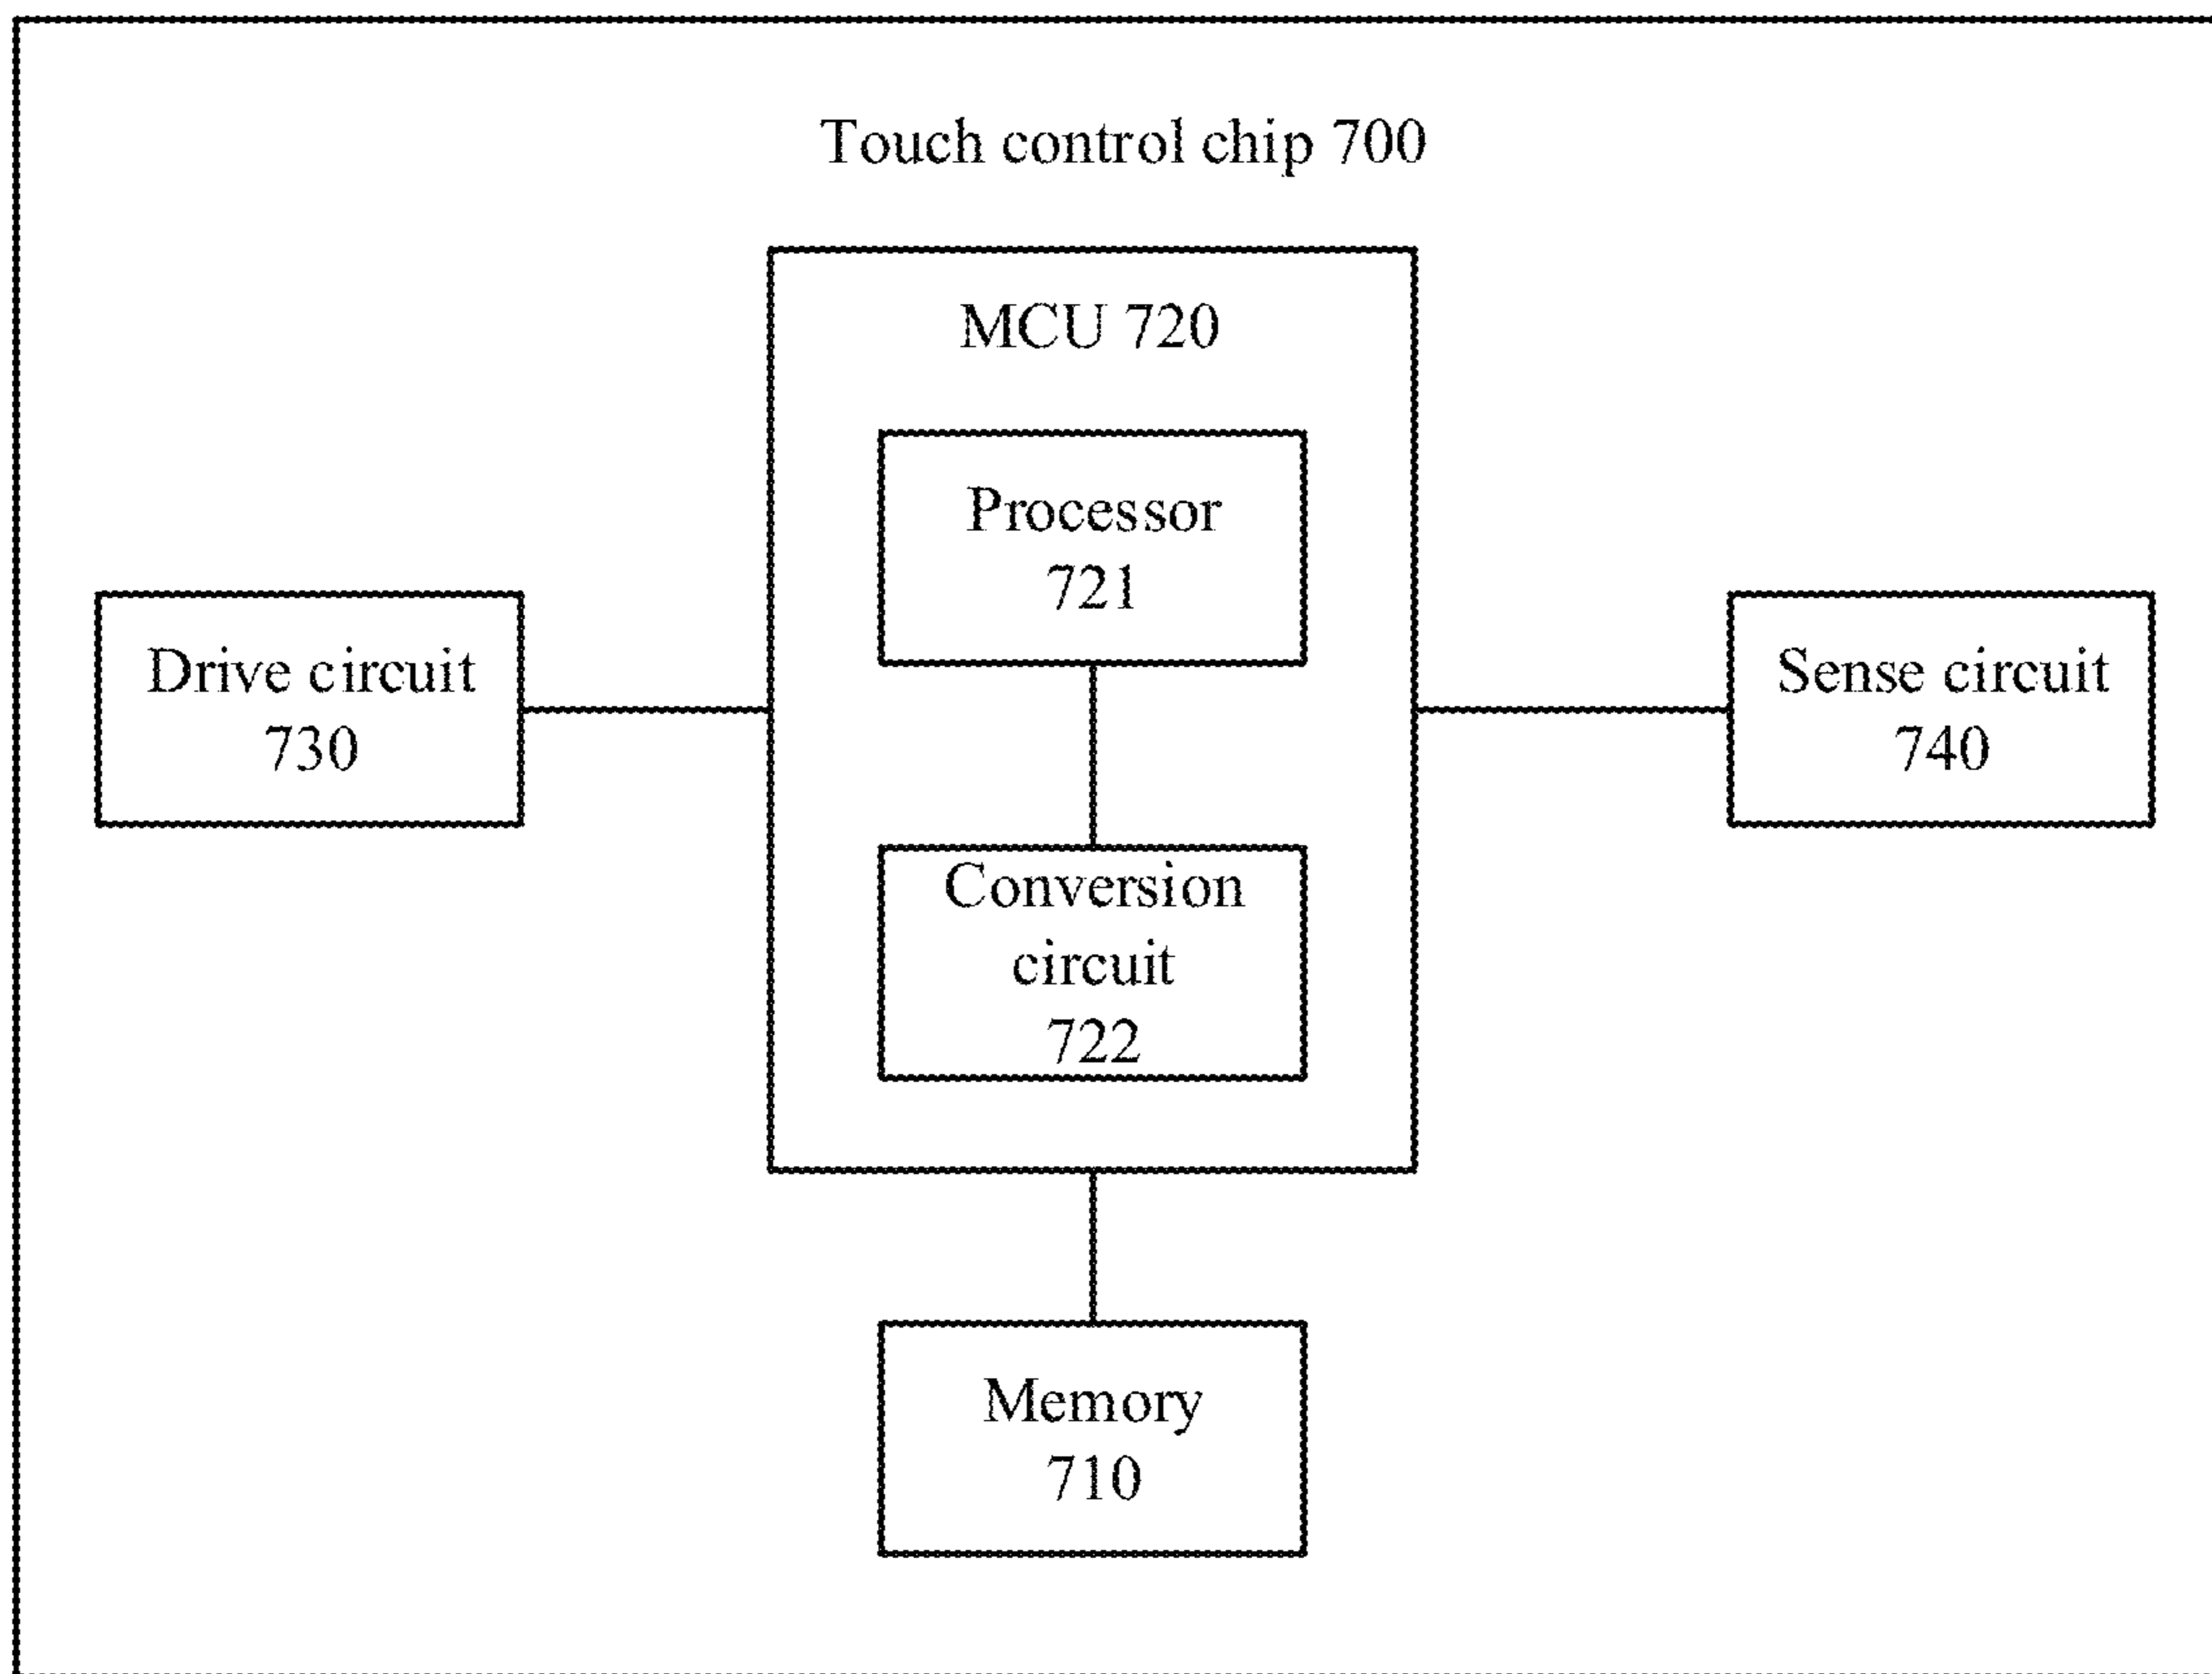 Touch control chip 700
MCU 720
Processor
721
Drive circuit
730
Sense circuit
740
Conversion
circuit
722
Memory
710